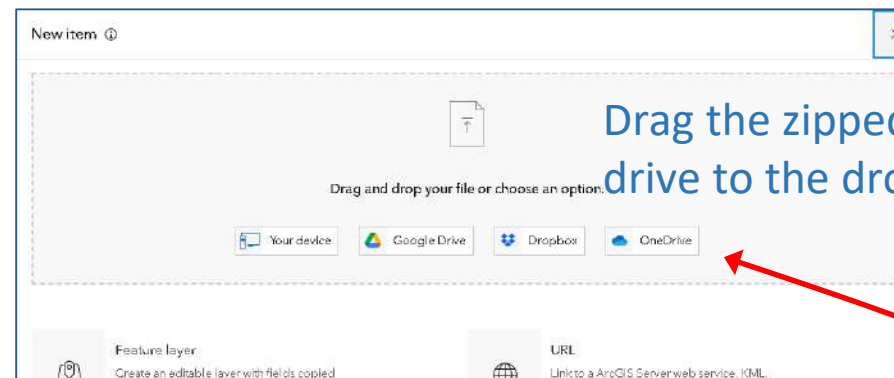 New item
Drag the zipped
drive to the dro
Drag and drop your file or choose an option.
Your device Google Drive Dropbox OneDrive
Feature layer
Create an editable layer with fields copied
URL
Link to a ArcGIS Server web service, KML,